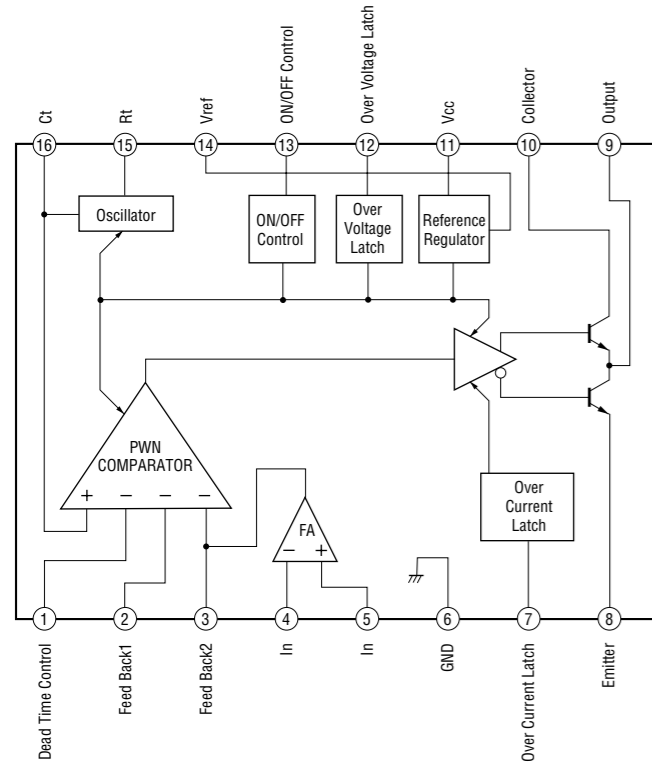 Ct
Rt
Vref
ON/OFF Control
Over Voltage Latch
Vcc
Collector
Output
16
15
14
13
12
11
10
9
Oscillator
ON/OFF
Control
Over
Voltage
Latch
Reference
Regulator
PWN
COMPARATOR
+
−
−
−
FA
−
+
Over
Current
Latch
1
2
3
4
5
6
7
8
Dead Time Control
Feed Back1
Feed Back2
In
In
GND
Over Current Latch
Emitter